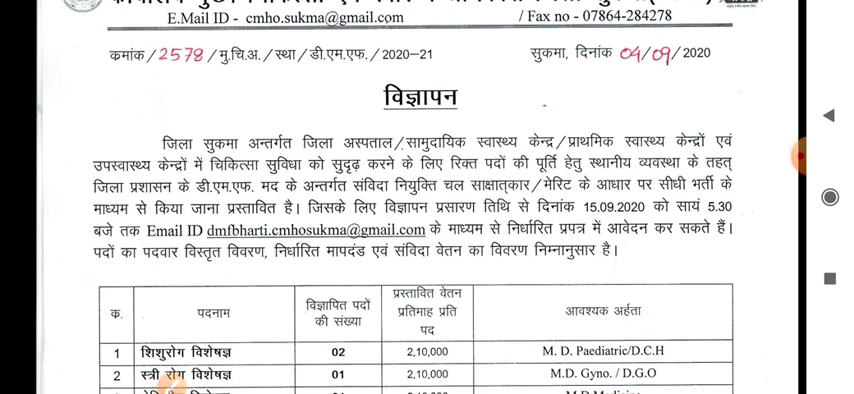 E.Mail ID - cmho.sukma@gmail.com / Fax no - 07864-284278
कमांक / 2578 / मु.चि.अ. / स्था / डी.एम.एफ. / 2020-21 सुकमा, दिनांक 04/09/2020
विज्ञापन
जिला सुकमा अन्तर्गत जिला अस्पताल/सामुदायिक स्वास्थ्य केन्द्र/प्राथमिक स्वास्थ्य केन्द्रों एवं
उपस्वास्थ्य केन्द्रों में चिकित्सा सुविधा को सुदृढ़ करने के लिए रिक्त पदों की पूर्ति हेतु स्थानीय व्यवस्था के तहत्
जिला प्रशासन के डी.एम.एफ. मद के अन्तर्गत संविदा नियुक्ति चल साक्षात्कार/मेरिट के आधार पर सीधी भर्ती के
माध्यम से किया जाना प्रस्तावित है। जिसके लिए विज्ञापन प्रसारण तिथि से दिनांक 15.09.2020 को सायं 5.30
बजे तक Email ID dmfbharti.cmhosukma@gmail.com के माध्यम से निर्धारित प्रपत्र में आवेदन कर सकते हैं।
पदों का पदवार विस्तृत विवरण, निर्धारित मापदंड एवं संविदा वेतन का विवरण निम्नानुसार है।
क. पदनाम विज्ञापित पदों की संख्या प्रस्तावित वेतन प्रतिमाह प्रति पद आवश्यक अर्हता
1 शिशुरोग विशेषज्ञ 02 2,10,000 M. D. Paediatric/D.C.H
2 स्त्री रोग विशेषज्ञ 01 2,10,000 M.D. Gyno. / D.G.O